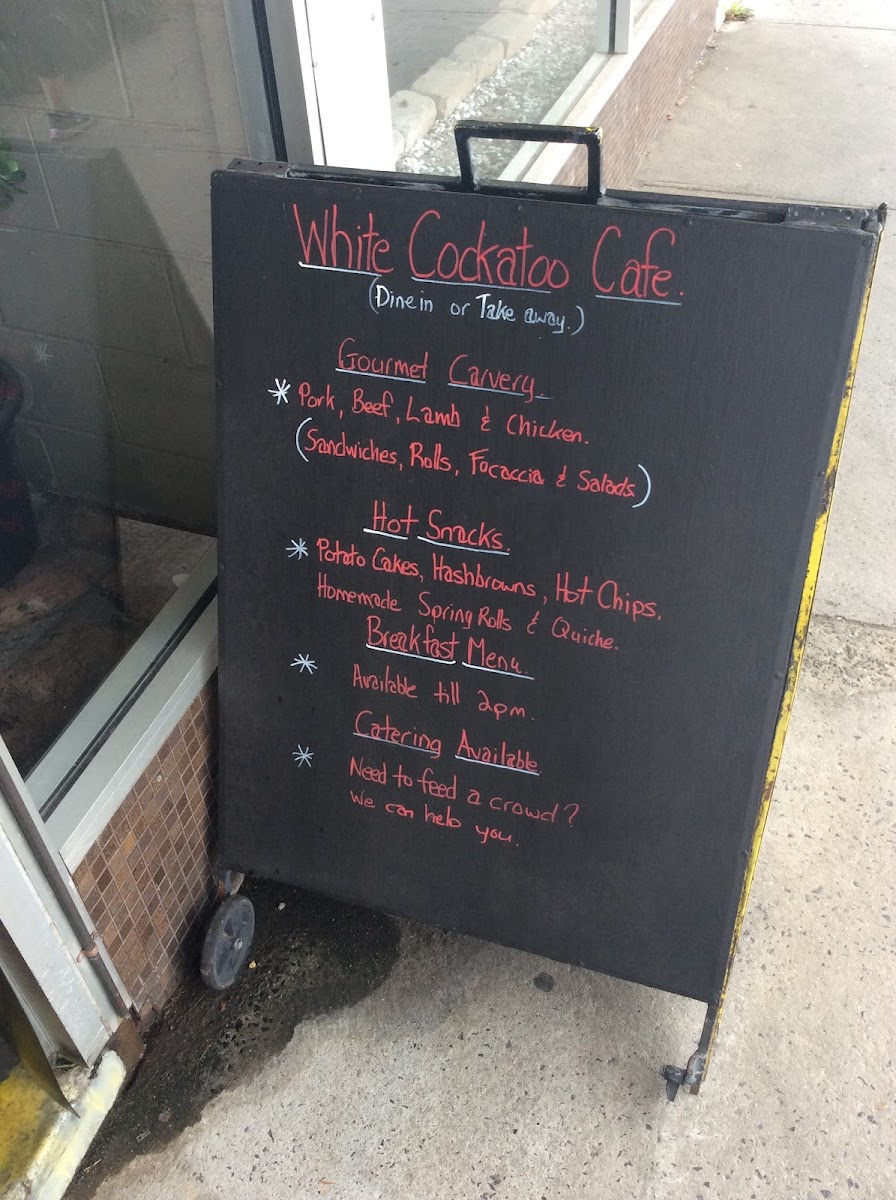 White Cockatoo Cafe.
(Dine in or Take away.)
Gourmet Carvery.
* Pork, Beef, Lamb & Chicken.
(Sandwiches, Rolls, Focaccia & Salads)
Hot Snacks.
* Potato Cakes, Hashbrowns, Hot Chips.
Homemade Spring Rolls & Quiche.
Breakfast Menu.
* Available till 2pm.
Catering Available.
* Need to feed a crowd?
We can help you.